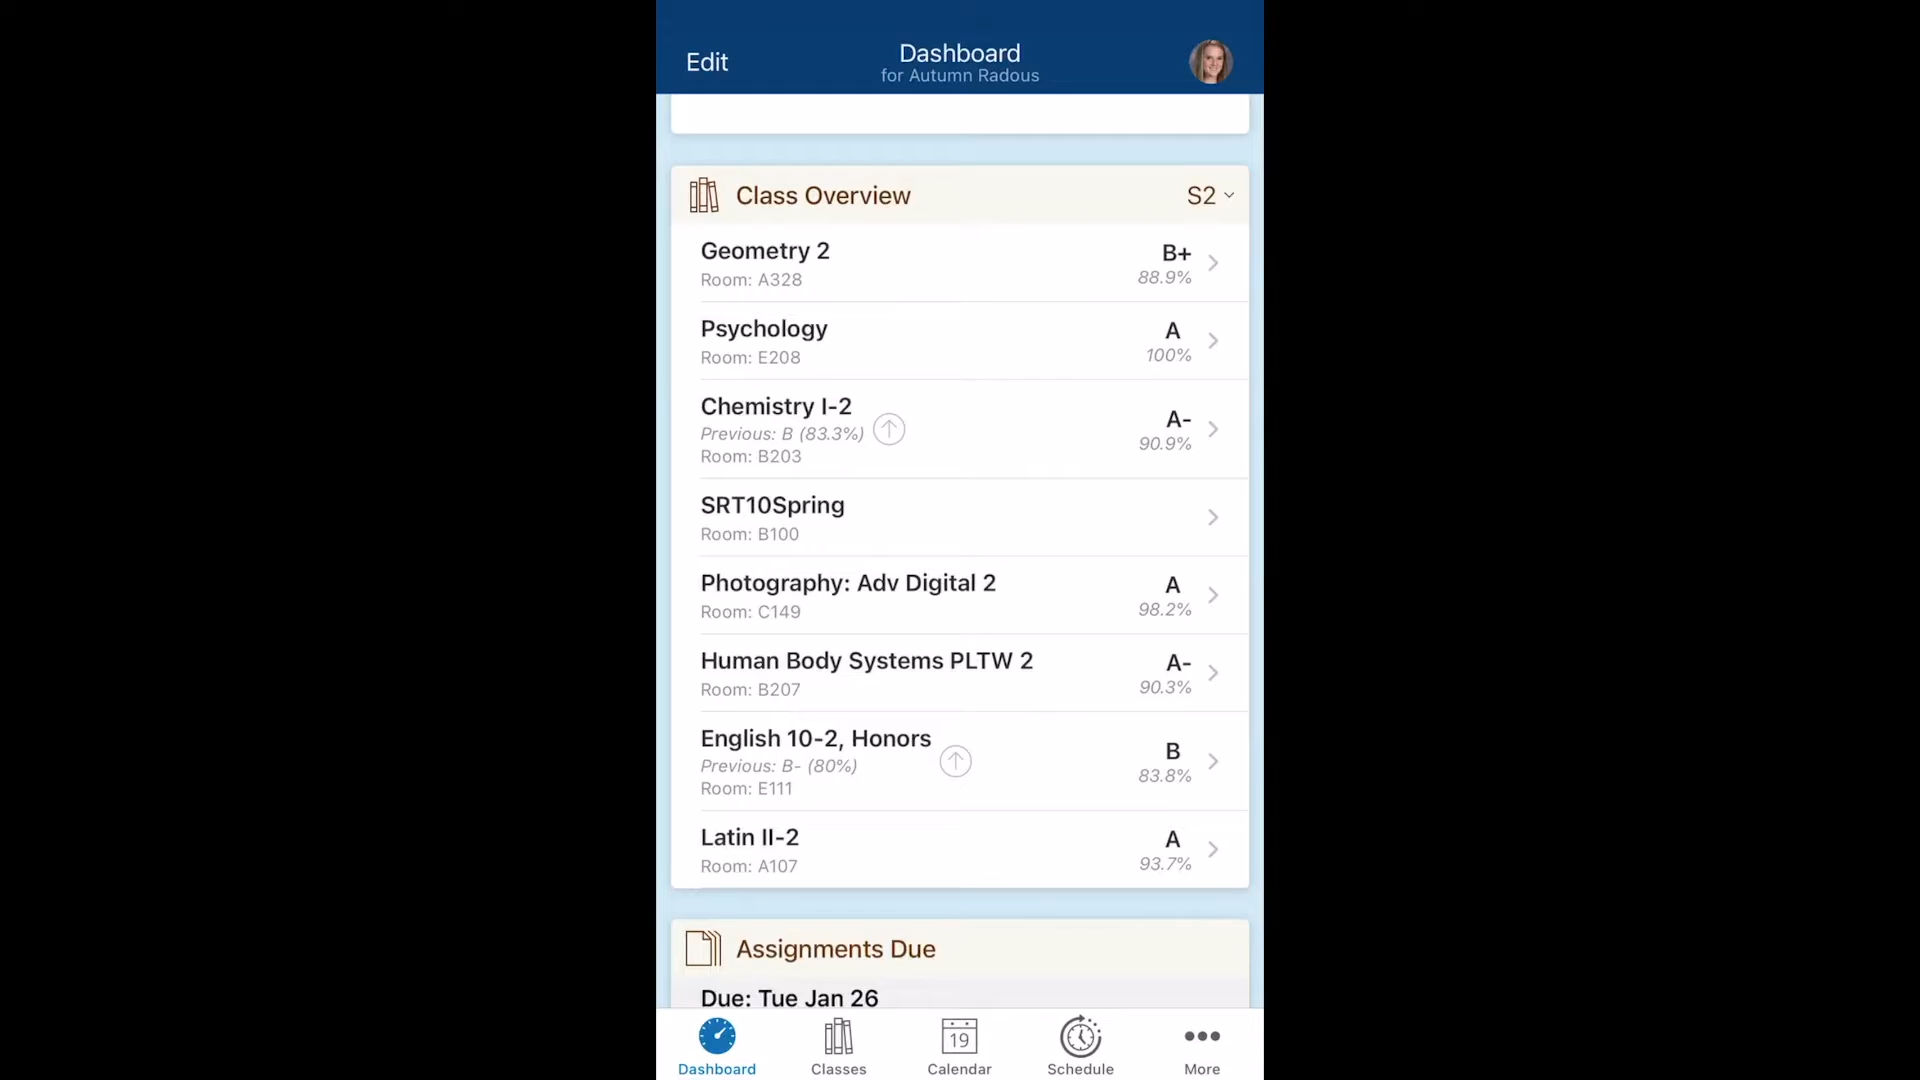 Edit
Dashboard
for Autumn Radous
Class Overview
S2
Geometry 2
B+
Room: A328
88.9%
Psychology
A
Room: E208
100%
Chemistry I-2
A-
Previous: B (83.3%)
90.9%
Room: B203
SRT10Spring
Room: B100
Photography: Adv Digital 2
A
Room: C149
98.2%
Human Body Systems PLTW 2
A-
Room: B207
90.3%
English 10-2, Honors
B
Previous: B- (80%)
83.8%
Room: E111
Latin II-2
A
Room: A107
93.7%
Assignments Due
Due: Tue Jan 26
19
Dashboard
Classes
Calendar
Schedule
More